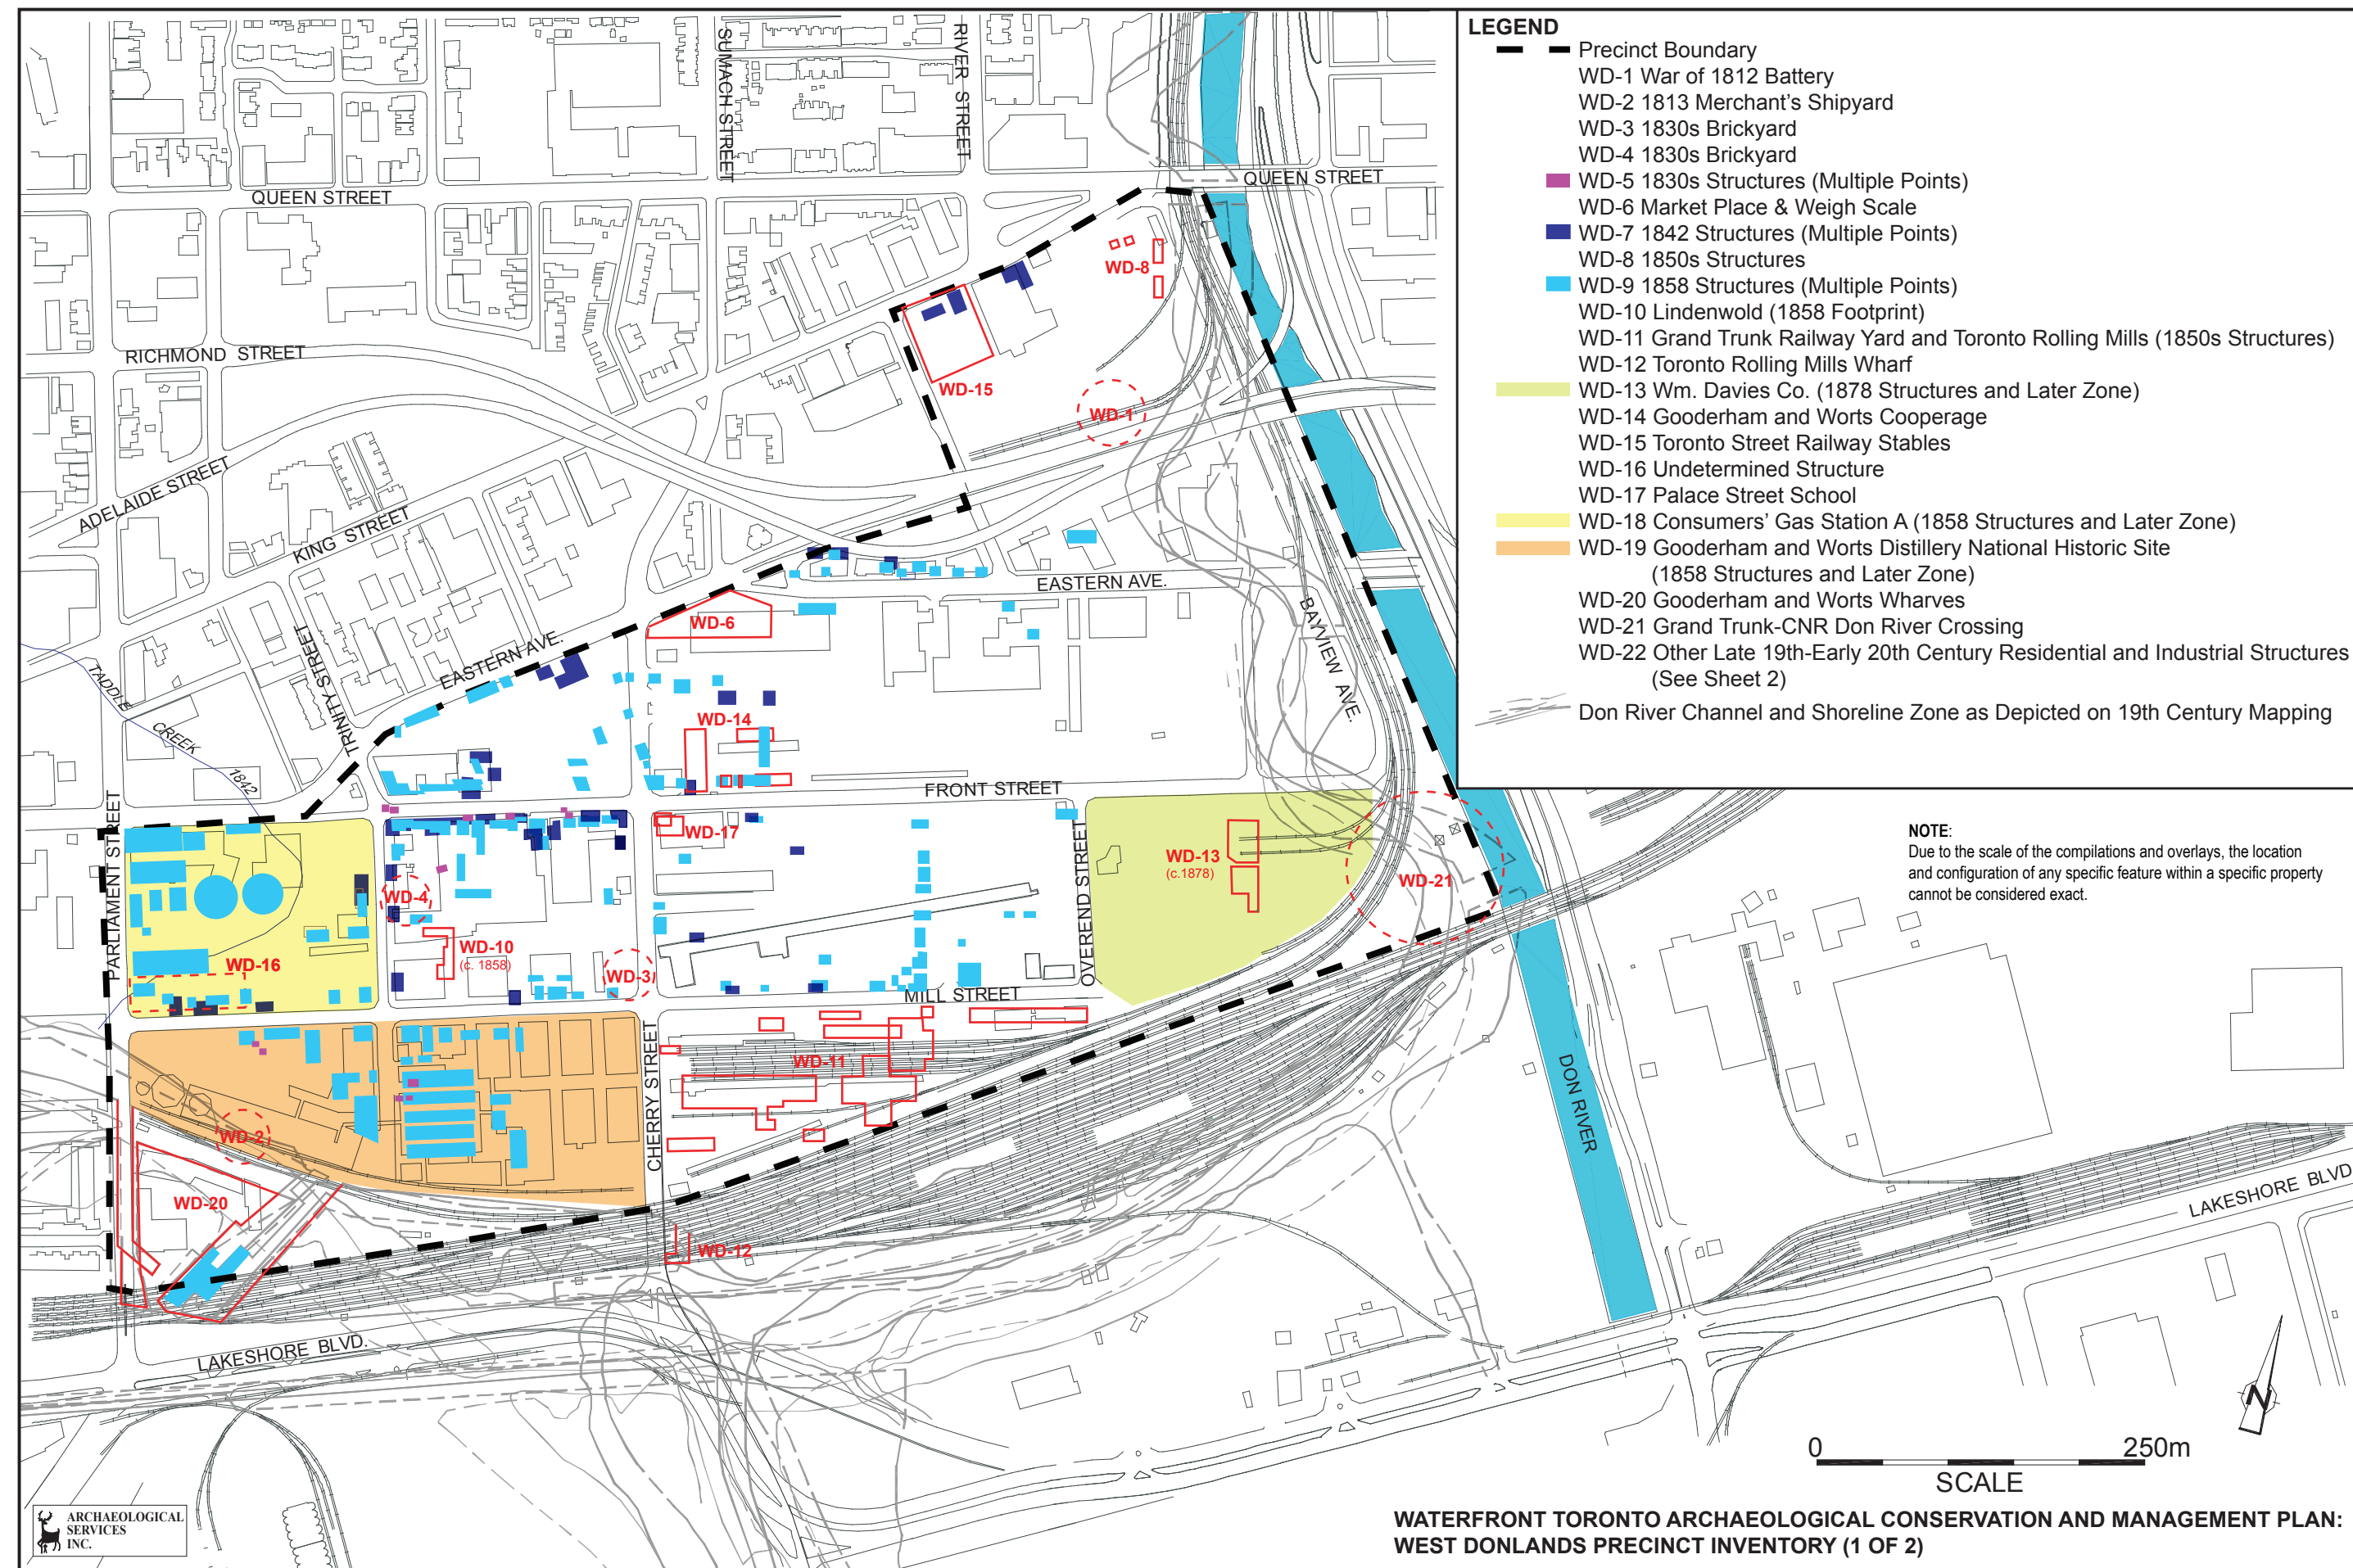 LEGEND
Precinct Boundary
WD-1 War of 1812 Battery
WD-2 1813 Merchant's Shipyard
WD-3 1830s Brickyard
WD-4 1830s Brickyard
WD-5 1830s Structures (Multiple Points)
WD-6 Market Place & Weigh Scale
WD-7 1842 Structures (Multiple Points)
WD-8 1850s Structures
WD-9 1858 Structures (Multiple Points)
WD-10 Lindenwold (1858 Footprint)
WD-11 Grand Trunk Railway Yard and Toronto Rolling Mills (1850s Structures)
WD-12 Toronto Rolling Mills Wharf
WD-13 Wm. Davies Co. (1878 Structures and Later Zone)
WD-14 Gooderham and Worts Cooperage
WD-15 Toronto Street Railway Stables
WD-16 Undetermined Structure
WD-17 Palace Street School
WD-18 Consumers' Gas Station A (1858 Structures and Later Zone)
WD-19 Gooderham and Worts Distillery National Historic Site
(1858 Structures and Later Zone)
WD-20 Gooderham and Worts Wharves
WD-21 Grand Trunk-CNR Don River Crossing
WD-22 Other Late 19th-Early 20th Century Residential and Industrial Structures
(See Sheet 2)
Don River Channel and Shoreline Zone as Depicted on 19th Century Mapping
SUMACH STREET
RIVER STREET
QUEEN STREET
QUEEN STREET
WD-8
RICHMOND STREET
WD-15
WD-1
ADELAIDE STREET
KING STREET
EASTERN AVE.
WD-6
BAYVIEW AVE.
TRINITY STREET
EASTERN AVE.
TADDLE
CREEK
1842
WD-14
FRONT STREET
PARLIAMENT STREET
WD-17
OVEREND STREET
WD-13
(c.1878)
WD-21
WD-4
WD-10
(c. 1858)
WD-16
WD-3
MILL STREET
CHERRY STREET
WD-11
WD-2
WD-20
WD-12
DON RIVER
LAKESHORE BLVD.
LAKESHORE BLVD
NOTE:
Due to the scale of the compilations and overlays, the location
and configuration of any specific feature within a specific property
cannot be considered exact.
N
0 250m
SCALE
ARCHAEOLOGICAL
SERVICES
INC.
WATERFRONT TORONTO ARCHAEOLOGICAL CONSERVATION AND MANAGEMENT PLAN:
WEST DONLANDS PRECINCT INVENTORY (1 OF 2)